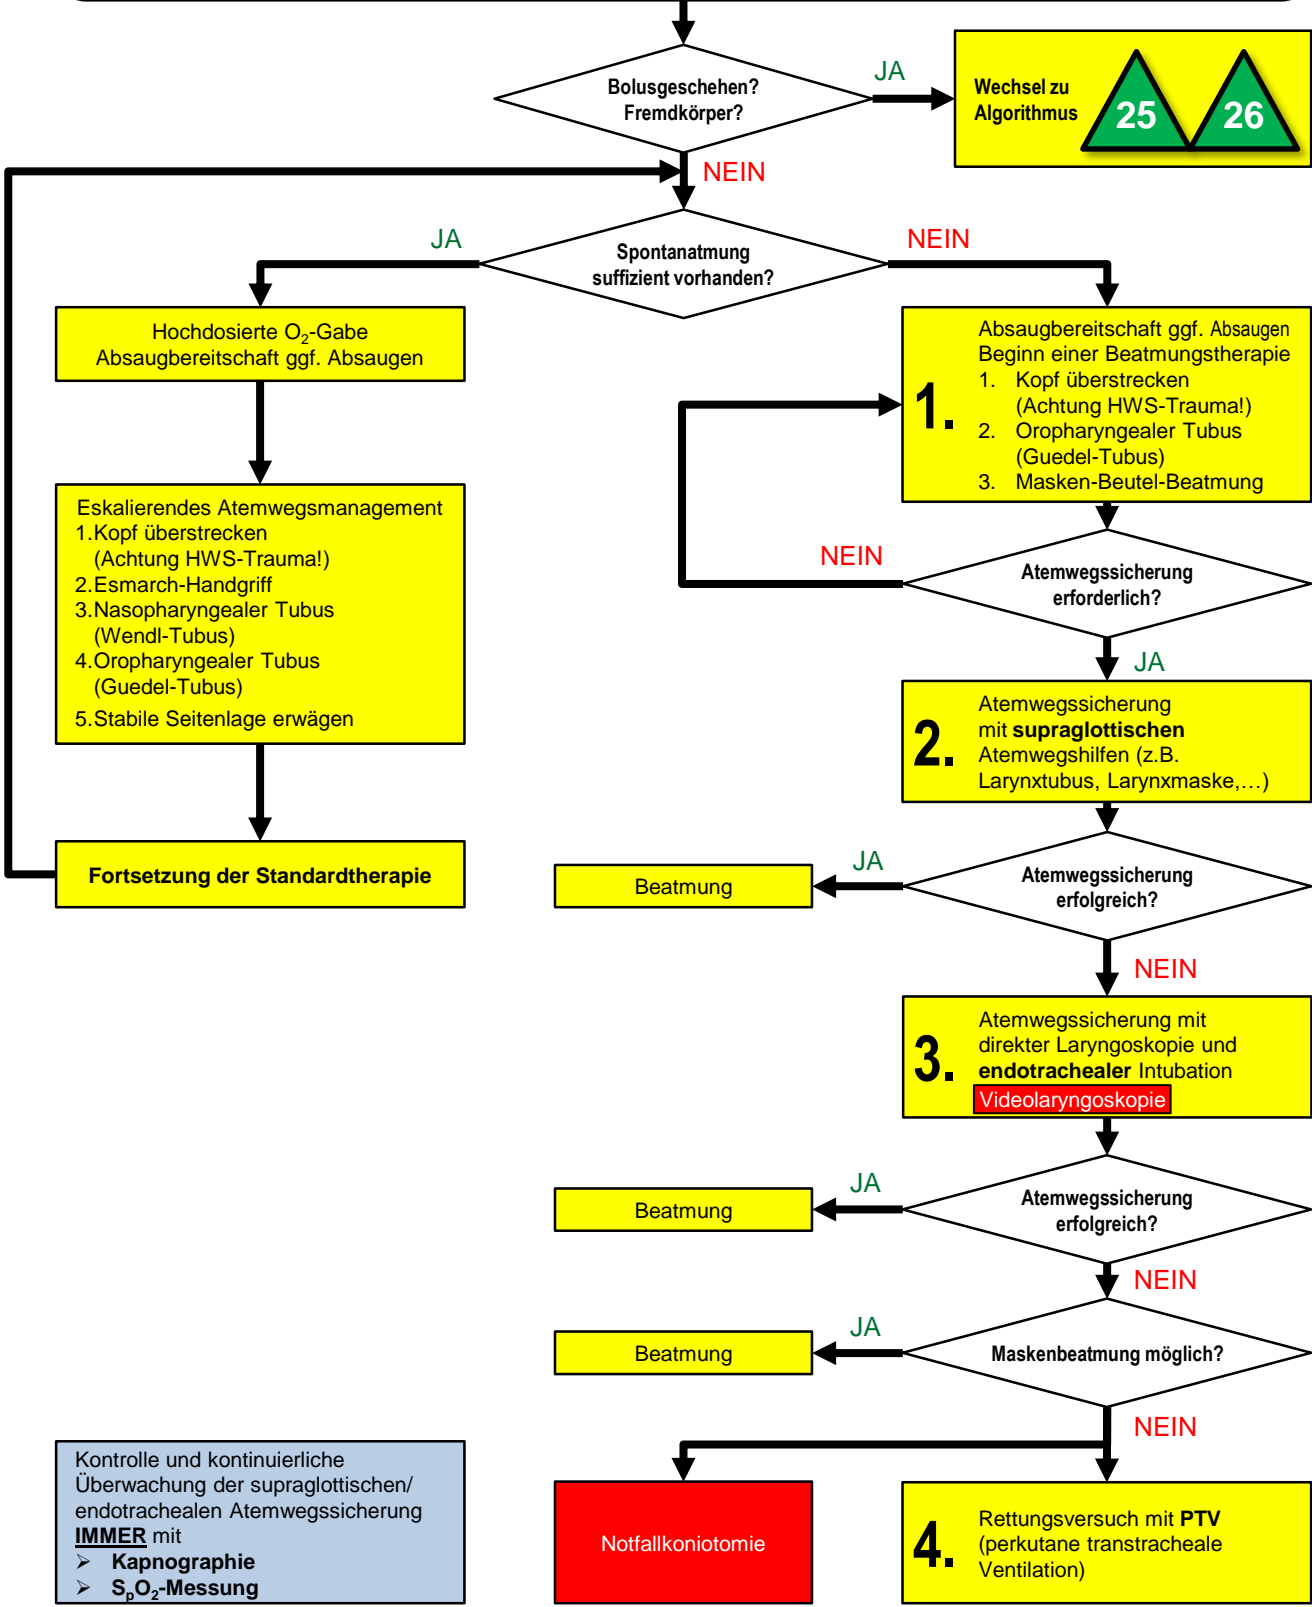 Bolusgeschehen?
Fremdkörper?
JA
Wechsel zu
Algorithmus
25
26
NEIN
Spontanatmung
suffizient vorhanden?
JA
NEIN
Hochdosierte O₂-Gabe
Absaugbereitschaft ggf. Absaugen
Eskalierendes Atemwegsmanagement
1.Kopf überstrecken
(Achtung HWS-Trauma!)
2.Esmarch-Handgriff
3.Nasopharyngealer Tubus
(Wendl-Tubus)
4.Oropharyngealer Tubus
(Guedel-Tubus)
5.Stabile Seitenlage erwägen
Fortsetzung der Standardtherapie
1.
Absaugbereitschaft ggf. Absaugen
Beginn einer Beatmungstherapie
1. Kopf überstrecken
(Achtung HWS-Trauma!)
2. Oropharyngealer Tubus
(Guedel-Tubus)
3. Masken-Beutel-Beatmung
Atemwegssicherung
erforderlich?
NEIN
JA
2.
Atemwegssicherung
mit supraglottischen
Atemwegshilfen (z.B.
Larynxtubus, Larynxmaske,…)
Atemwegssicherung
erfolgreich?
JA
Beatmung
NEIN
3.
Atemwegssicherung mit
direkter Laryngoskopie und
endotrachealer Intubation
Videolaryngoskopie
Atemwegssicherung
erfolgreich?
JA
Beatmung
NEIN
Maskenbeatmung möglich?
JA
Beatmung
NEIN
Notfallkoniotomie
4.
Rettungsversuch mit PTV
(perkutane transtracheale
Ventilation)
Kontrolle und kontinuierliche
Überwachung der supraglottischen/
endotrachealen Atemwegssicherung
IMMER mit
➢ Kapnographie
➢ SₚO₂-Messung